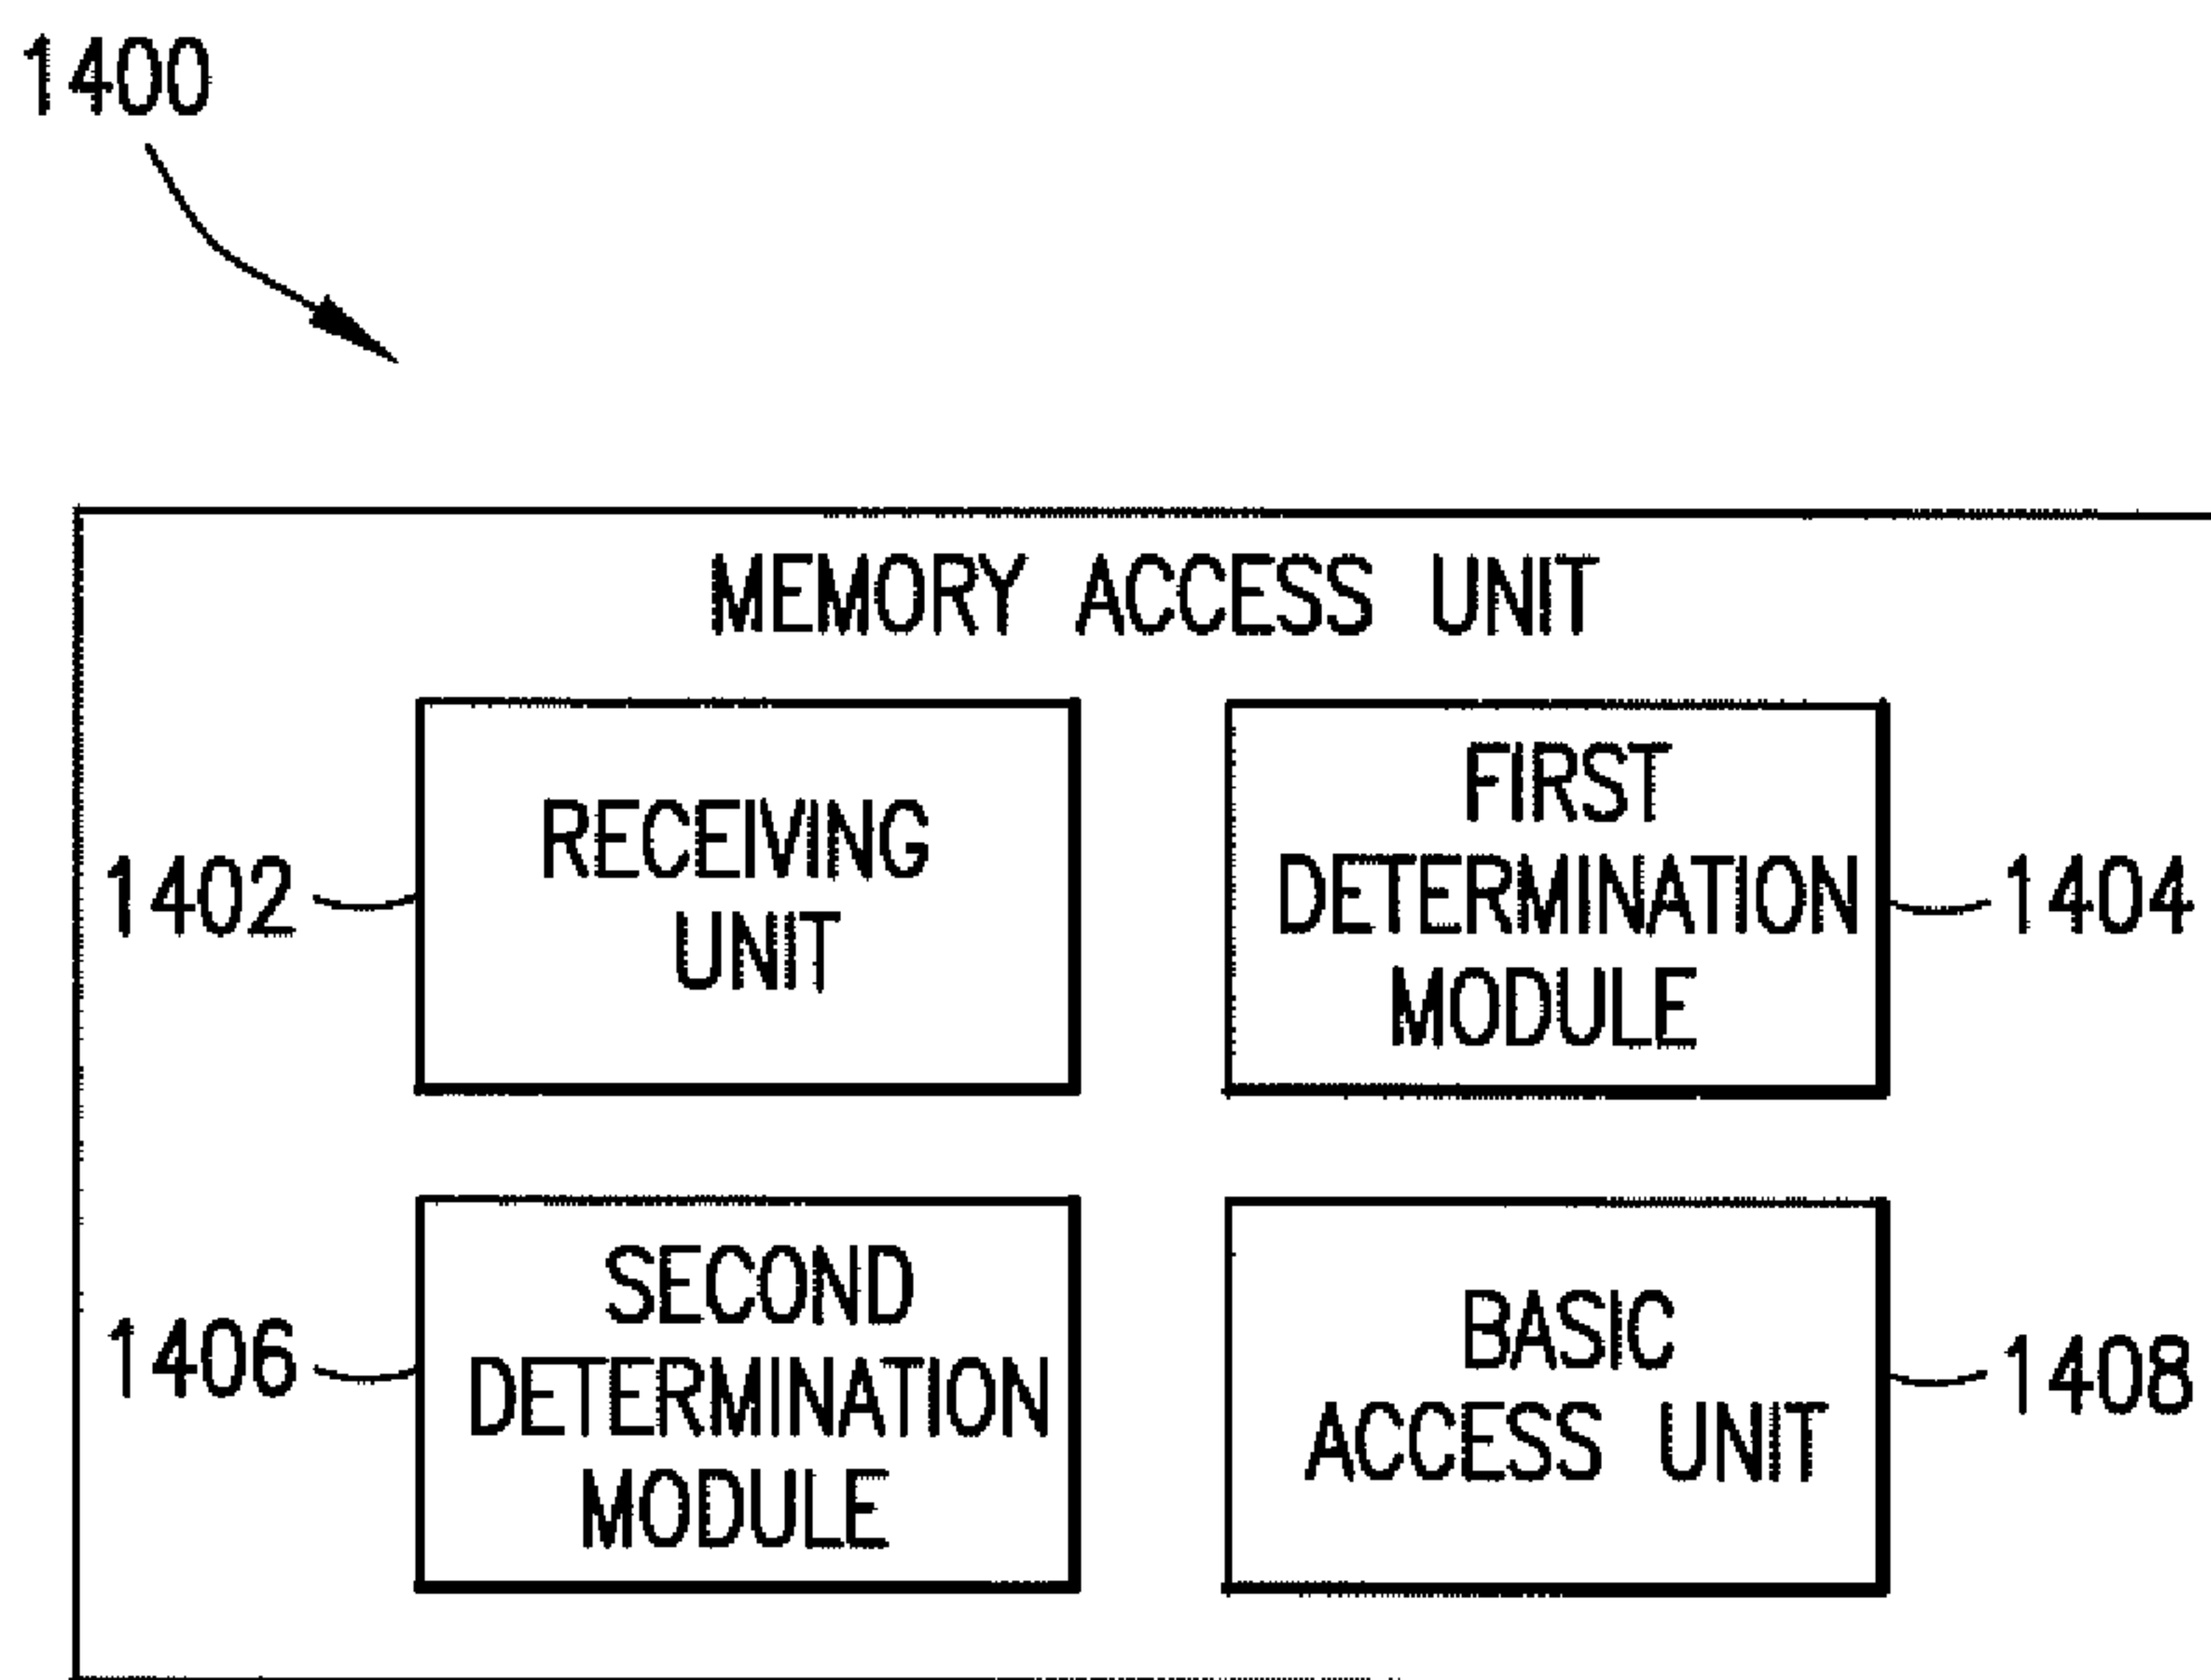 1400
MEMORY ACCESS UNIT
1402
RECEIVING
UNIT
FIRST
DETERMINATION
MODULE
1404
1406
SECOND
DETERMINATION
MODULE
BASIC
ACCESS UNIT
1408